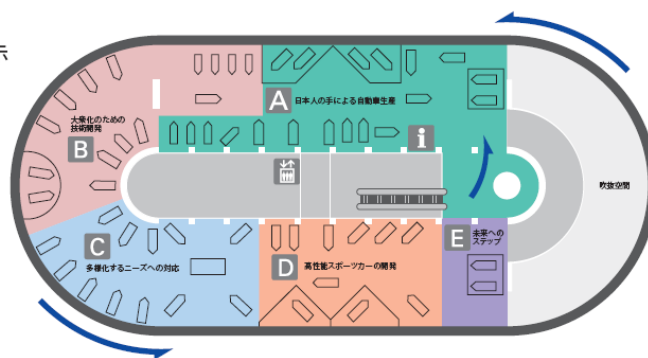 示
A
日本人の手による自動車生産
大衆化のための
技術開発
B
i
吹抜空間
C
多様化するニーズへの対応
D
高性能スポーツカーの開発
E
未来への
ステップ